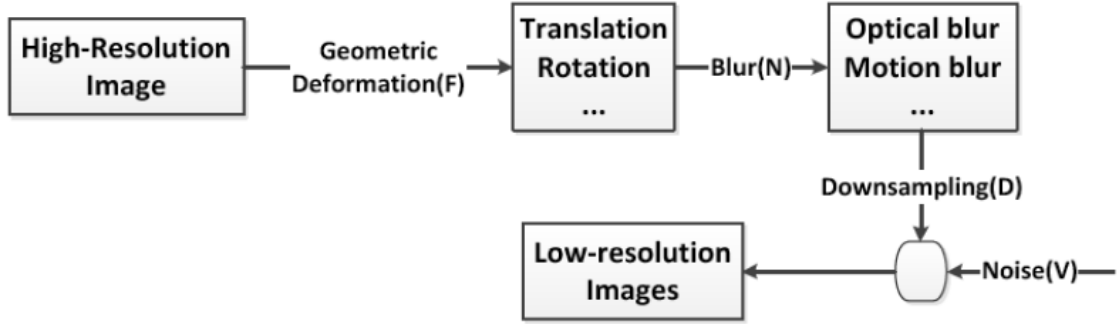 High-Resolution
Image
Geometric
Deformation(F)
Translation
Rotation
...
Blur(N)
Optical blur
Motion blur
...
Downsampling(D)
Noise(V)
Low-resolution
Images